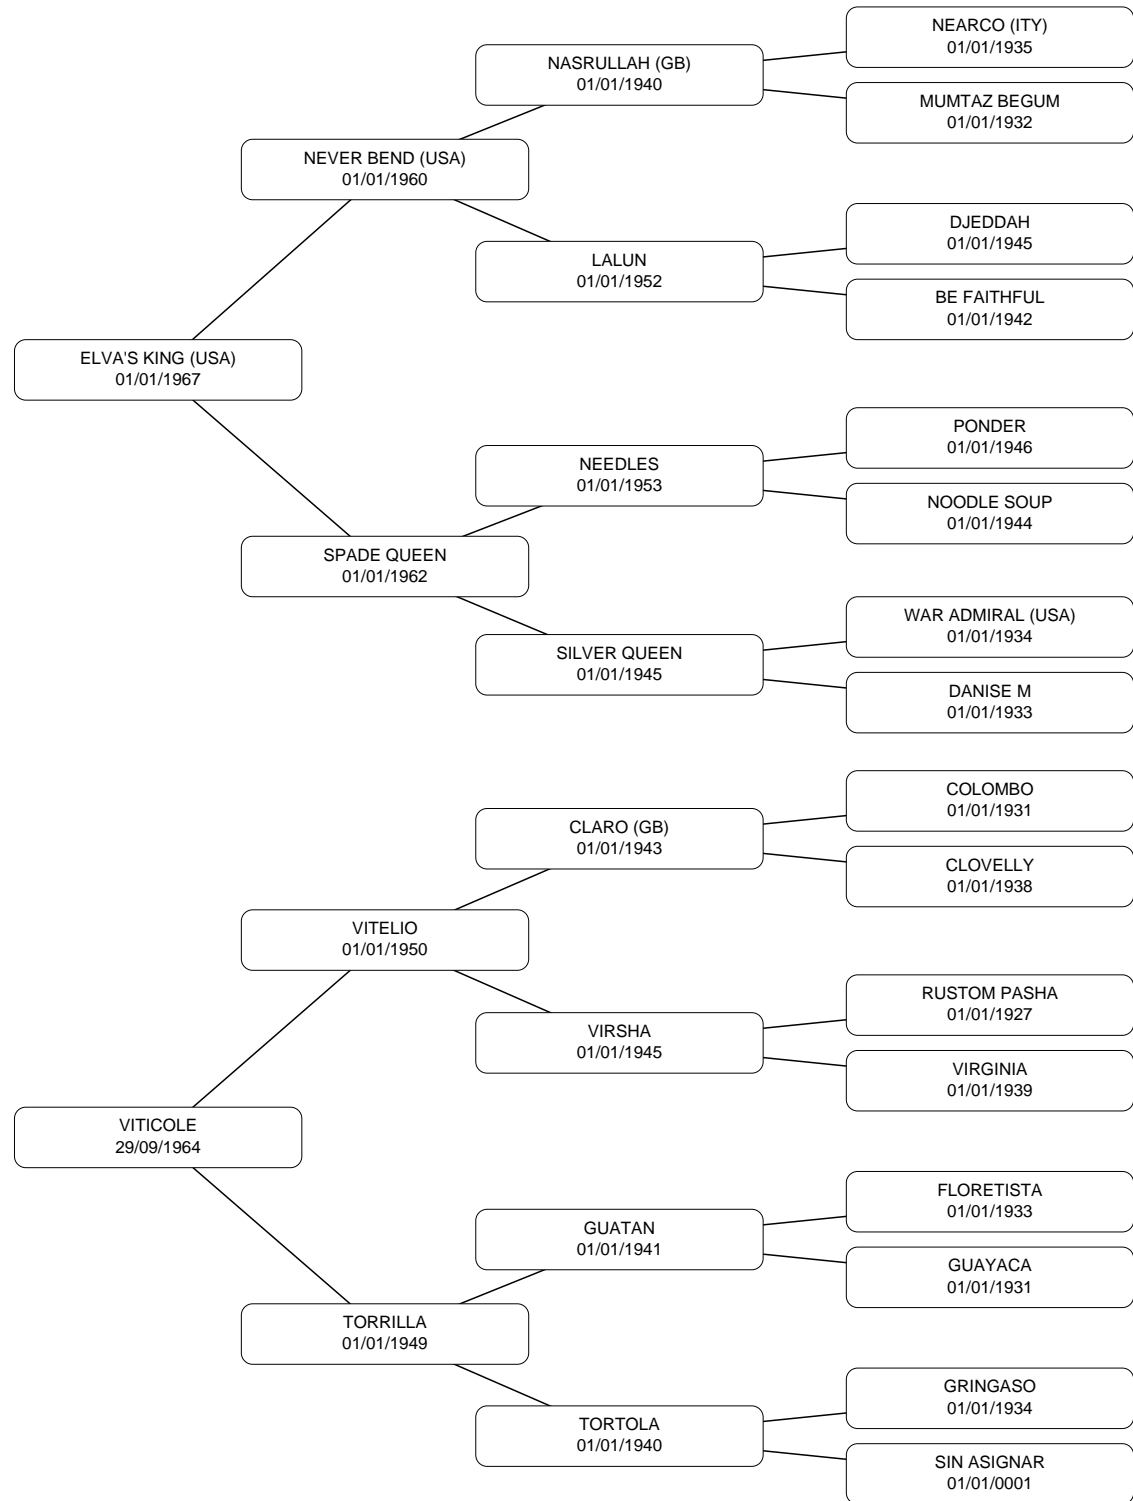 NEARCO (ITY)
01/01/1935
NASRULLAH (GB)
01/01/1940
MUMTAZ BEGUM
01/01/1932
NEVER BEND (USA)
01/01/1960
DJEDDAH
01/01/1945
LALUN
01/01/1952
BE FAITHFUL
01/01/1942
ELVA'S KING (USA)
01/01/1967
PONDER
01/01/1946
NEEDLES
01/01/1953
NOODLE SOUP
01/01/1944
SPADE QUEEN
01/01/1962
WAR ADMIRAL (USA)
01/01/1934
SILVER QUEEN
01/01/1945
DANISE M
01/01/1933
COLOMBO
01/01/1931
CLARO (GB)
01/01/1943
CLOVELLY
01/01/1938
VITELIO
01/01/1950
RUSTOM PASHA
01/01/1927
VIRSHA
01/01/1945
VIRGINIA
01/01/1939
VITICOLE
29/09/1964
FLORETISTA
01/01/1933
GUATAN
01/01/1941
GUAYACA
01/01/1931
TORRILLA
01/01/1949
GRINGASO
01/01/1934
TORTOLA
01/01/1940
SIN ASIGNAR
01/01/0001